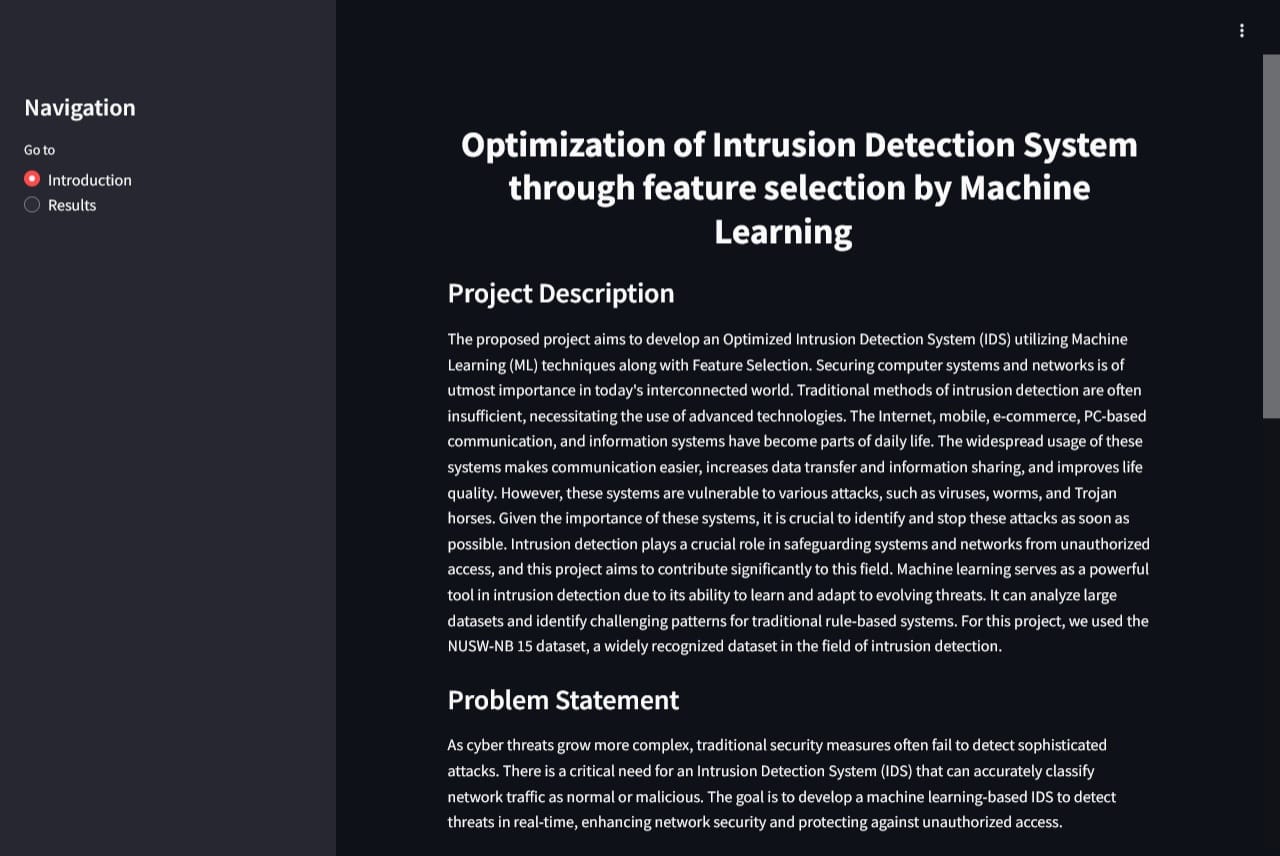 Navigation
Go to
Introduction
Results
Optimization of Intrusion Detection System
through feature selection by Machine
Learning
Project Description
The proposed project aims to develop an Optimized Intrusion Detection System (IDS) utilizing Machine
Learning (ML) techniques along with Feature Selection. Securing computer systems and networks is of
utmost importance in today's interconnected world. Traditional methods of intrusion detection are often
insufficient, necessitating the use of advanced technologies. The Internet, mobile, e-commerce, PC-based
communication, and information systems have become parts of daily life. The widespread usage of these
systems makes communication easier, increases data transfer and information sharing, and improves life
quality. However, these systems are vulnerable to various attacks, such as viruses, worms, and Trojan
horses. Given the importance of these systems, it is crucial to identify and stop these attacks as soon as
possible. Intrusion detection plays a crucial role in safeguarding systems and networks from unauthorized
access, and this project aims to contribute significantly to this field. Machine learning serves as a powerful
tool in intrusion detection due to its ability to learn and adapt to evolving threats. It can analyze large
datasets and identify challenging patterns for traditional rule-based systems. For this project, we used the
NUSW-NB 15 dataset, a widely recognized dataset in the field of intrusion detection.
Problem Statement
As cyber threats grow more complex, traditional security measures often fail to detect sophisticated
attacks. There is a critical need for an Intrusion Detection System (IDS) that can accurately classify
network traffic as normal or malicious. The goal is to develop a machine learning-based IDS to detect
threats in real-time, enhancing network security and protecting against unauthorized access.